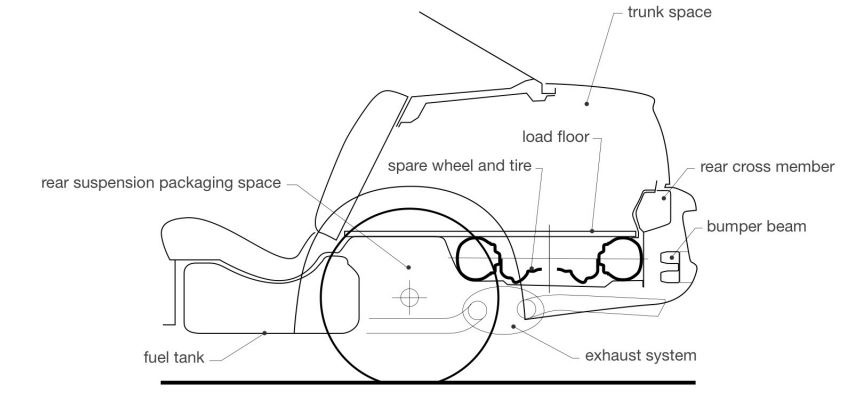 trunk space
load floor
spare wheel and tire
rear cross member
rear suspension packaging space
bumper beam
fuel tank
exhaust system